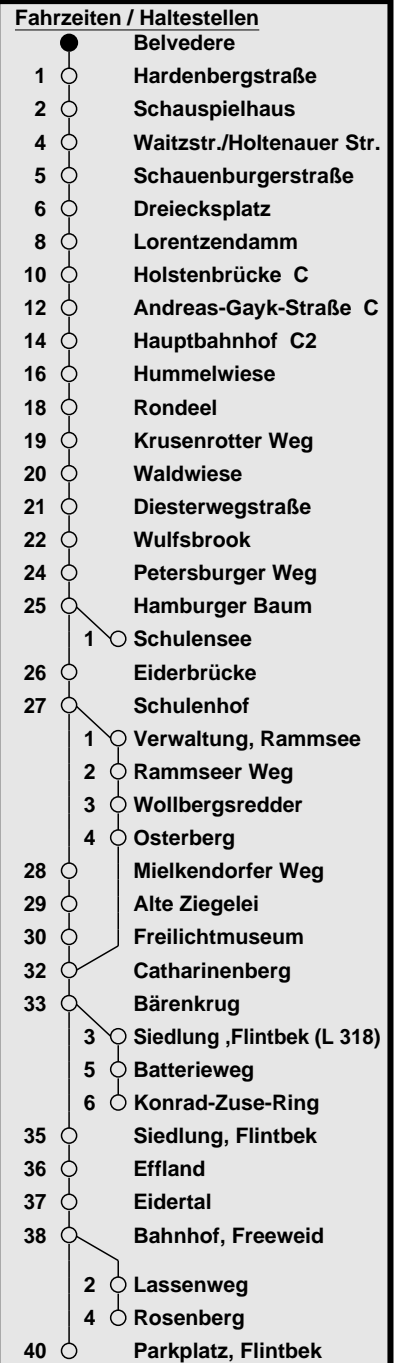 Fahrzeiten / Haltestellen
Belvedere
1 Hardenbergstraße
2 Schauspielhaus
4 Waitzstr./Holtenauer Str.
5 Schauenburgerstraße
6 Dreiecksplatz
8 Lorentzendamm
10 Holstenbrücke C
12 Andreas-Gayk-Straße C
14 Hauptbahnhof C2
16 Hummelwiese
18 Rondeel
19 Krusenrotter Weg
20 Waldwiese
21 Diesterwegstraße
22 Wulfsbrook
24 Petersburger Weg
25 Hamburger Baum
1 Schulensee
26 Eiderbrücke
27 Schulenhof
1 Verwaltung, Rammsee
2 Rammseer Weg
3 Wollbergsredder
4 Osterberg
28 Mielkendorfer Weg
29 Alte Ziegelei
30 Freilichtmuseum
32 Catharinenberg
33 Bärenkrug
3 Siedlung ,Flintbek (L 318)
5 Batterieweg
6 Konrad-Zuse-Ring
35 Siedlung, Flintbek
36 Effland
37 Eidertal
38 Bahnhof, Freeweid
2 Lassenweg
4 Rosenberg
40 Parkplatz, Flintbek